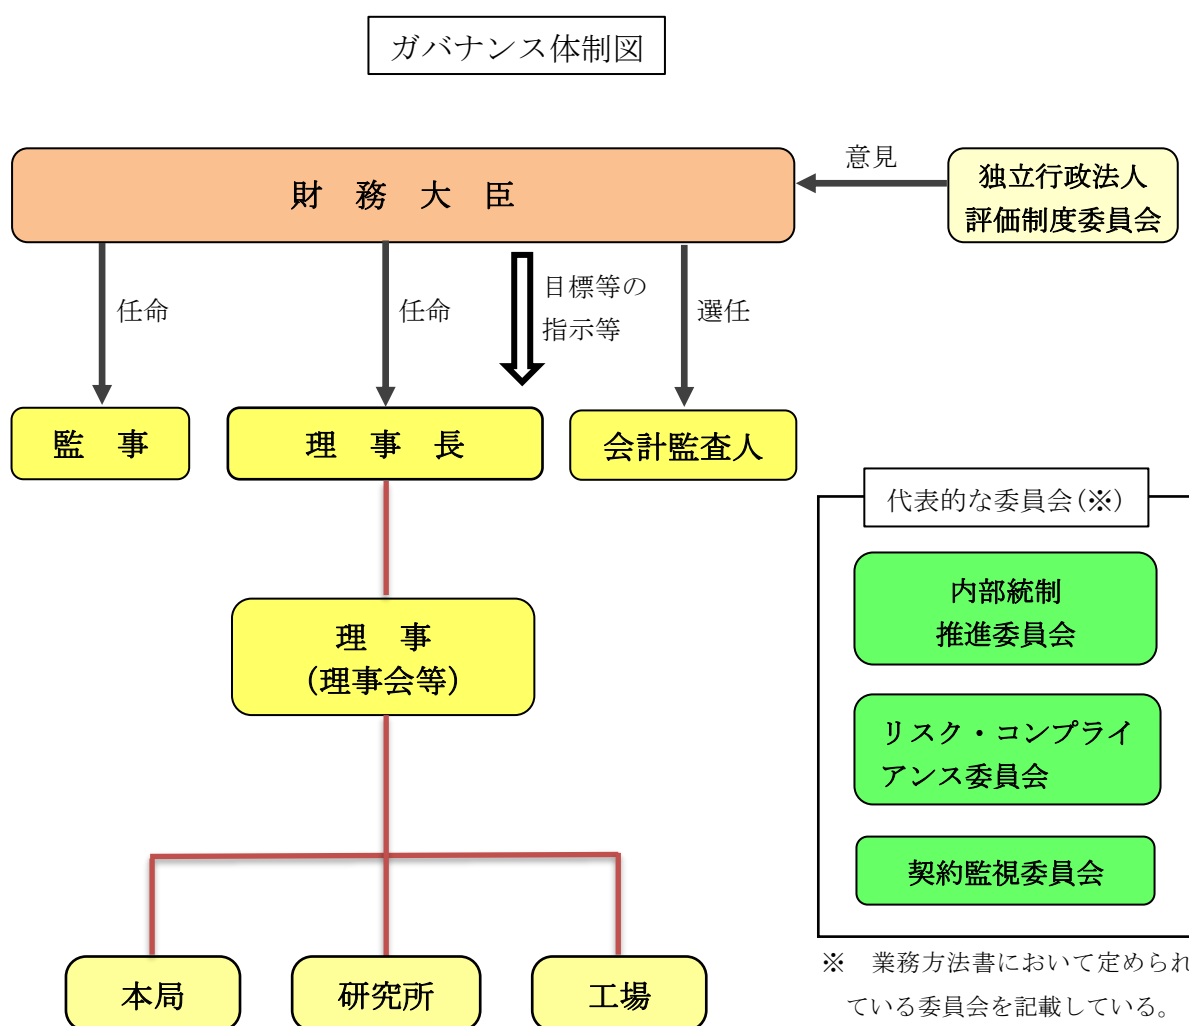 ガバナンス体制図
財　務　大　臣
意見
独立行政法人
評価制度委員会
任命
任命
目標等の
指示等
選任
監　事
理　事　長
会計監査人
代表的な委員会(※)
内部統制
推進委員会
理　事
(理事会等)
リスク・コンプライ
アンス委員会
契約監視委員会
本局
研究所
工場
※　業務方法書において定められ
ている委員会を記載している。